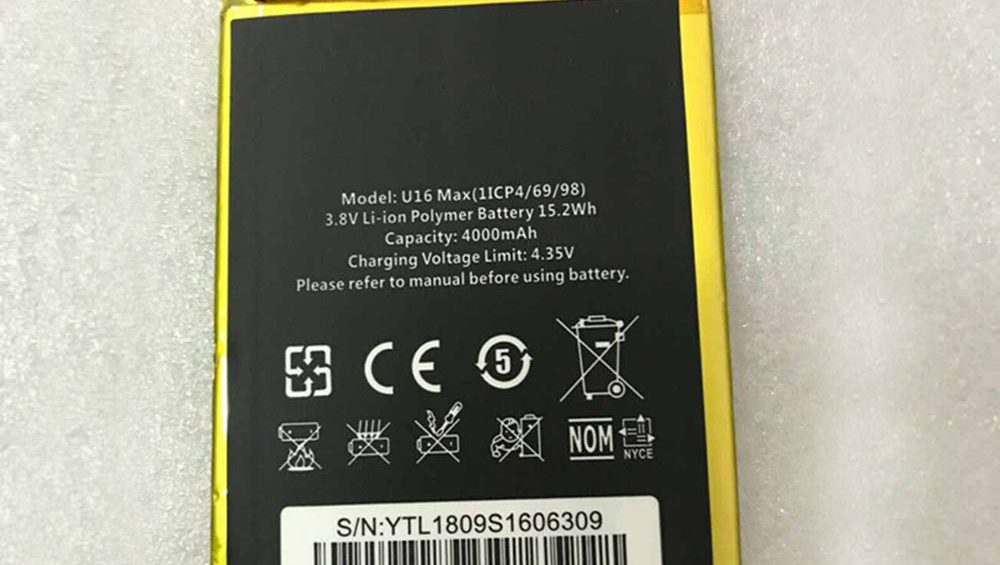 Model: U16 Max(1ICP4/69/98)
3.8V Li-ion Polymer Battery 15.2Wh
Capacity: 4000mAh
Charging Voltage Limit: 4.35V
Please refer to manual before using battery.
CE 5
NOM
NYCE
S/N:YTL1809S1606309